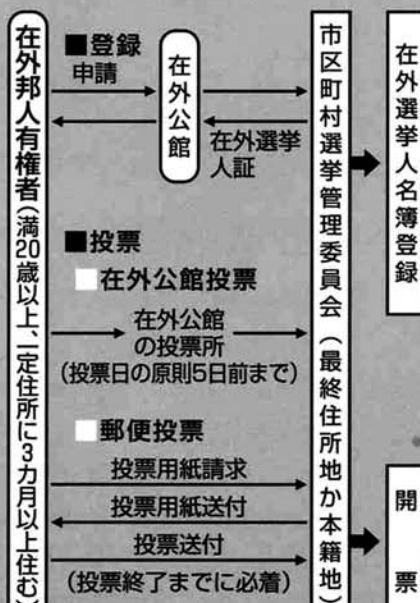 在外邦人有権者(満20歳以上、一定住所に3カ月以上住む)
■登録
申請
在外公館
在外選挙
人証
■投票
■在外公館投票
在外公館
の投票所
(投票日の原則5日前まで)
■郵便投票
投票用紙請求
投票用紙送付
投票送付
(投票終了までに必着)
市区町村選挙管理委員会(最終住所地か本籍地)
在外選挙人名簿登録
開票